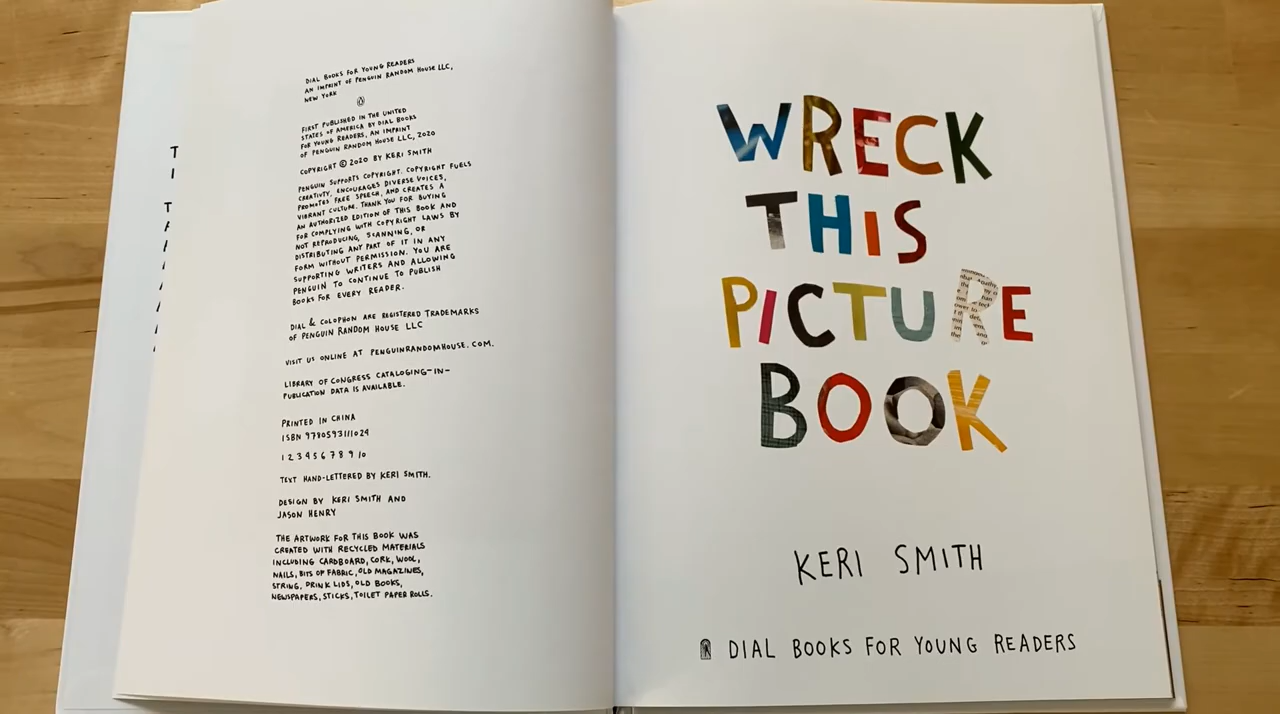 T
I
T
DIAL BOOKS FOR YOUNG READERS
AN IMPRINT OF PENGUIN RANDOM HOUSE LLC,
NEW YORK
FIRST PUBLISHED IN THE UNITED
STATES OF AMERICA BY DIAL BOOKS
FOR YOUNG READERS, AN IMPRINT
OF PENGUIN RANDOM HOUSE LLC, 2020
COPYRIGHT © 2020 BY KERI SMITH
PENGUIN SUPPORTS COPYRIGHT. COPYRIGHT FUELS
CREATIVITY, ENCOURAGES DIVERSE VOICES,
PROMOTES FREE SPEECH, AND CREATES A
VIBRANT CULTURE. THANK YOU FOR BUYING
AN AUTHORIZED EDITION OF THIS BOOK AND
FOR COMPLYING WITH COPYRIGHT LAWS BY
NOT REPRODUCING, SCANNING, OR
DISTRIBUTING ANY PART OF IT IN ANY
FORM WITHOUT PERMISSION. YOU ARE
SUPPORTING WRITERS AND ALLOWING
PENGUIN TO CONTINUE TO PUBLISH
BOOKS FOR EVERY READER.
DIAL & COLOPHON ARE REGISTERED TRADEMARKS
OF PENGUIN RANDOM HOUSE LLC
VISIT US ONLINE AT PENGUINRANDOMHOUSE.COM.
LIBRARY OF CONGRESS CATALOGING-IN-
PUBLICATION DATA IS AVAILABLE.
PRINTED IN CHINA
ISBN 9780593111024
1 2 3 4 5 6 7 8 9 10
TEXT HAND-LETTERED BY KERI SMITH.
DESIGN BY KERI SMITH AND
JASON HENRY
THE ARTWORK FOR THIS BOOK WAS
CREATED WITH RECYCLED MATERIALS
INCLUDING CARDBOARD, CORK, WOOL,
NAILS, BITS OF FABRIC, OLD MAGAZINES,
STRING, DRINK LIDS, OLD BOOKS,
NEWSPAPERS, STICKS, TOILET PAPER ROLLS.
WRECK
THIS
PICTURE
BOOK
KERI SMITH
DIAL BOOKS FOR YOUNG READERS